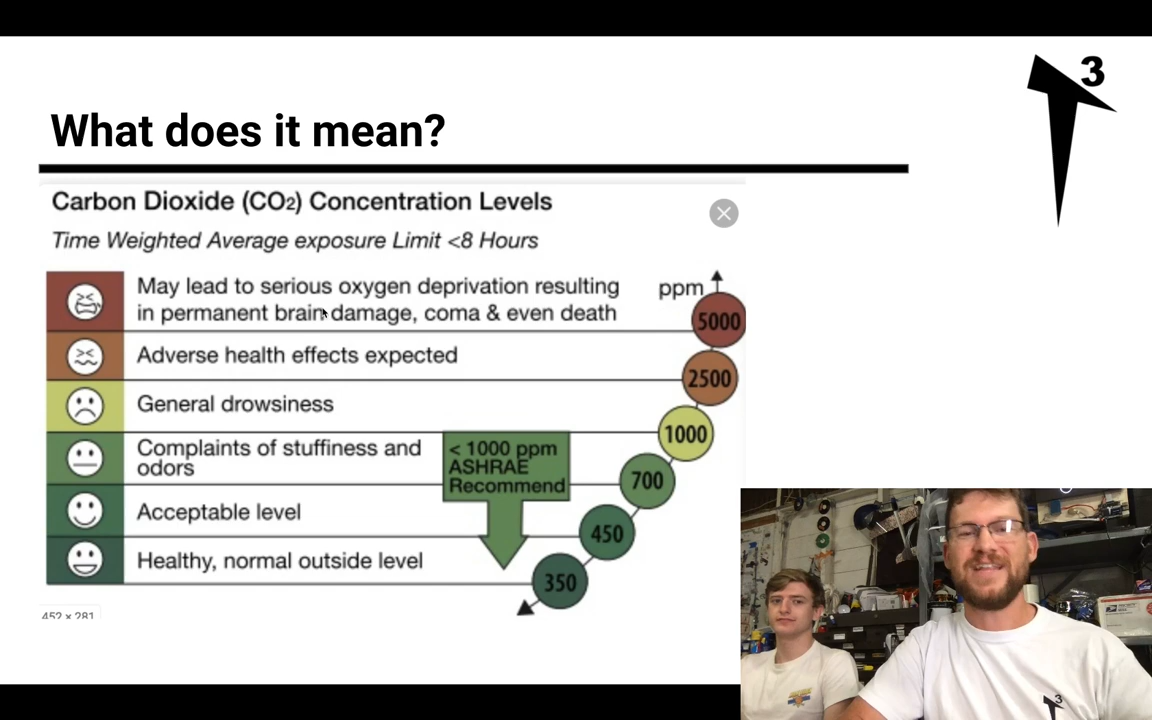 3
What does it mean?
Carbon Dioxide (CO2) Concentration Levels
Time Weighted Average exposure Limit <8 Hours
May lead to serious oxygen deprivation resulting
in permanent brain damage, coma & even death
ppm
5000
Adverse health effects expected
2500
General drowsiness
1000
Complaints of stuffiness and
odors
< 1000 ppm
ASHRAE
Recommend
700
Acceptable level
450
Healthy, normal outside level
350
452 × 281
3